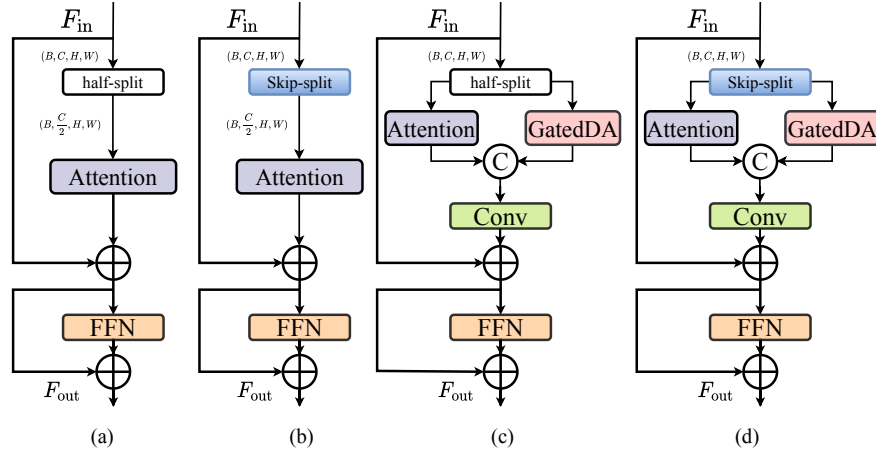 F_in
(B, C, H, W)
half-split
(B, C/2, H, W)
Attention
FFN
F_out
(a)
F_in
(B, C, H, W)
Skip-split
(B, C/2, H, W)
Attention
FFN
F_out
(b)
F_in
(B, C, H, W)
half-split
Attention
GatedDA
C
Conv
FFN
F_out
(c)
F_in
(B, C, H, W)
Skip-split
Attention
GatedDA
C
Conv
FFN
F_out
(d)